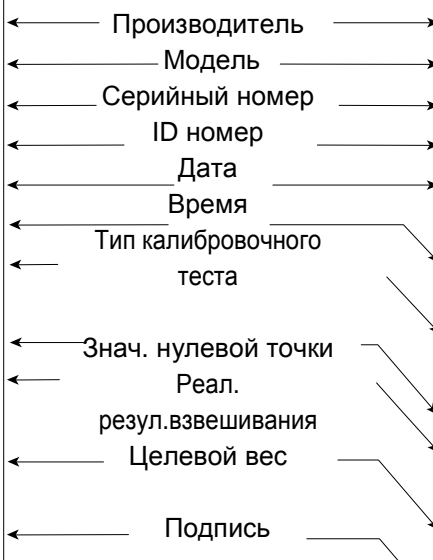 Производитель
Модель
Серийный номер
ID номер
Дата
Время
Тип калибровочного
теста
Знач. нулевой точки
Реал.
резул.взвешивания
Целевой вес
Подпись